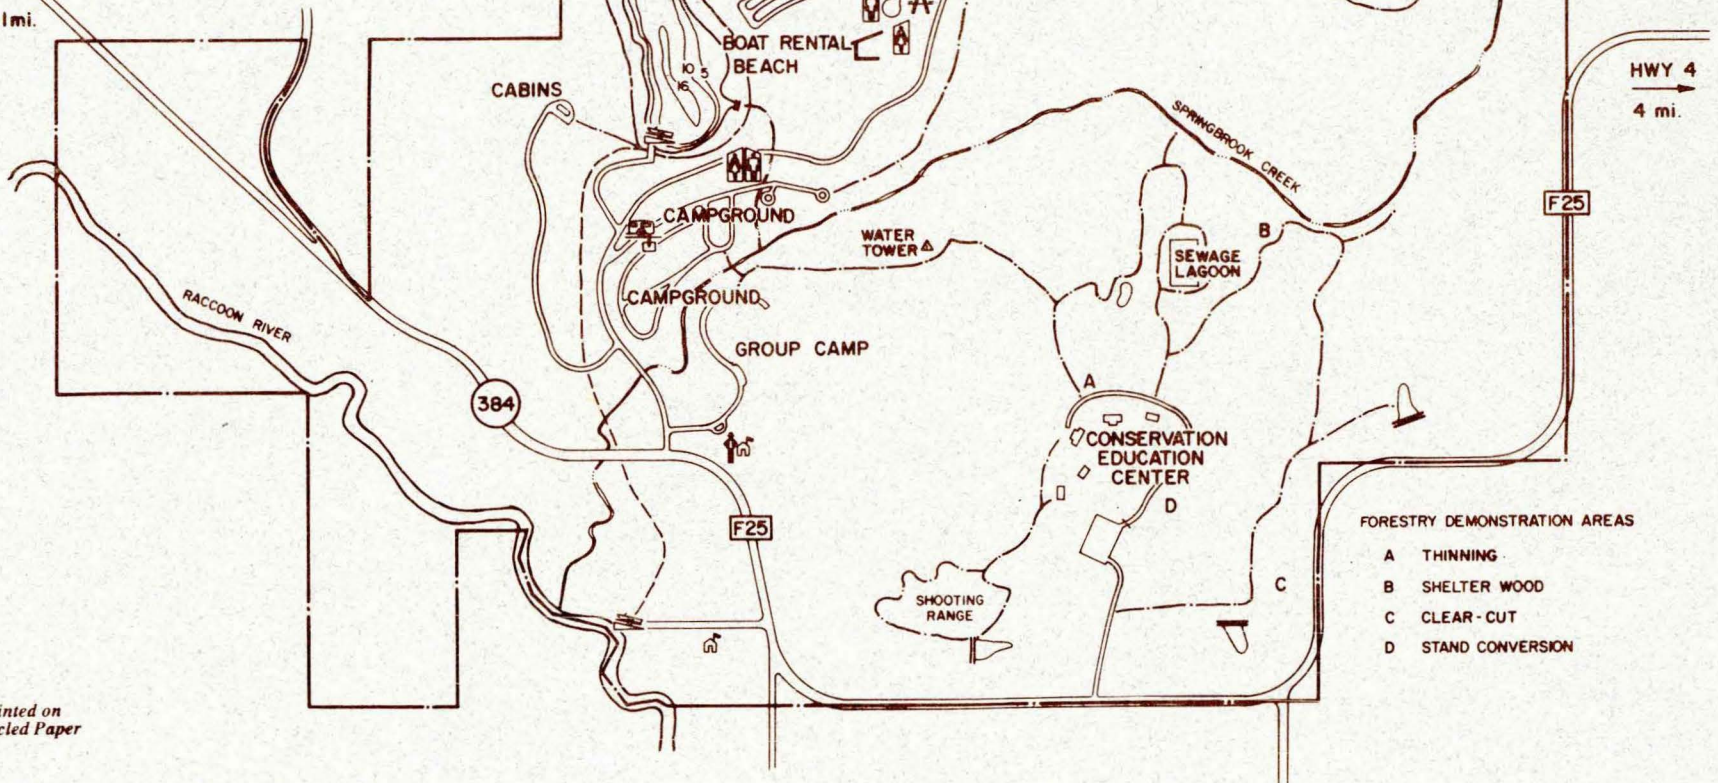 1mi.
BOAT RENTAL
BEACH
10 5
16
CABINS
HWY 4
4 mi.
SPRINGBROOK CREEK
F25
CAMPGROUND
WATER
TOWER
B
SEWAGE
LAGOON
RACCOON RIVER
CAMPGROUND
GROUP CAMP
384
A
CONSERVATION
EDUCATION
CENTER
D
F25
FORESTRY DEMONSTRATION AREAS
A THINNING
B SHELTER WOOD
C CLEAR-CUT
D STAND CONVERSION
C
SHOOTING
RANGE
on
Paper